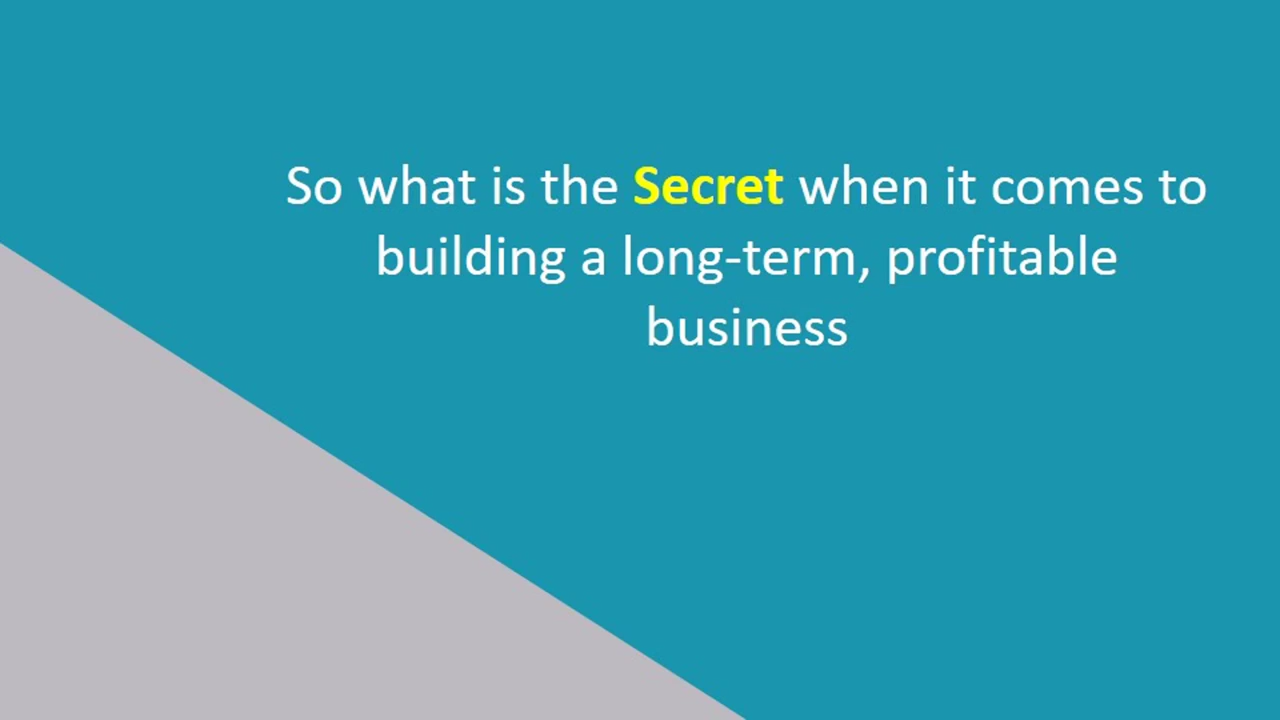 So what is the Secret when it comes to
building a long-term, profitable
business